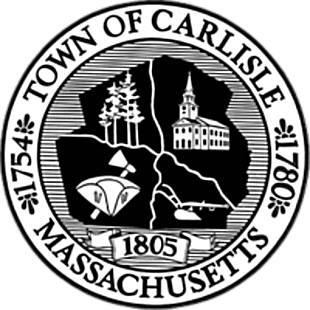 TOWN OF CARLISLE
1754
1780
1805
MASSACHUSETTS